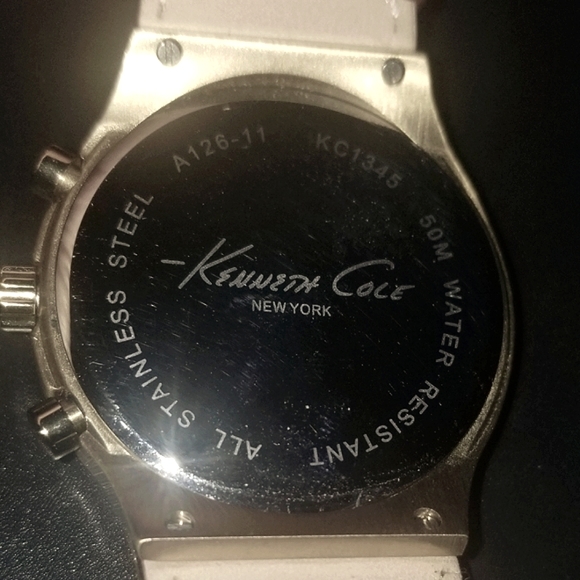 A126-11
KC1345
50M WATER RESISTANT
ALL STAINLESS STEEL
KENNETH COLE
NEW YORK